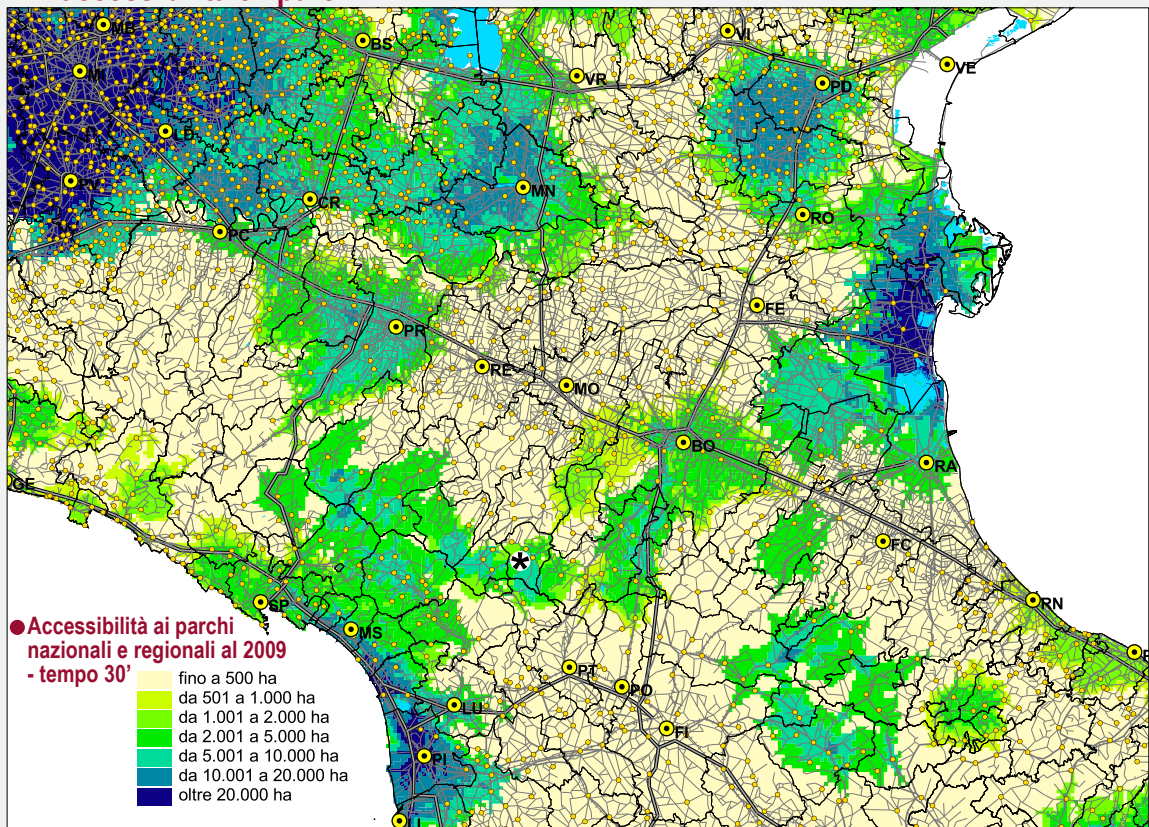 MB
BS
VI
MI
VR
PD
VE
LD
PV
MN
CR
RO
PC
FE
PR
RE
MO
BO
RA
GE
*
FC
SP
RN
MS
PT
PO
LU
FI
PI
LI
Accessibilità ai parchi
nazionali e regionali al 2009
- tempo 30’
fino a 500 ha
da 501 a 1.000 ha
da 1.001 a 2.000 ha
da 2.001 a 5.000 ha
da 5.001 a 10.000 ha
da 10.001 a 20.000 ha
oltre 20.000 ha